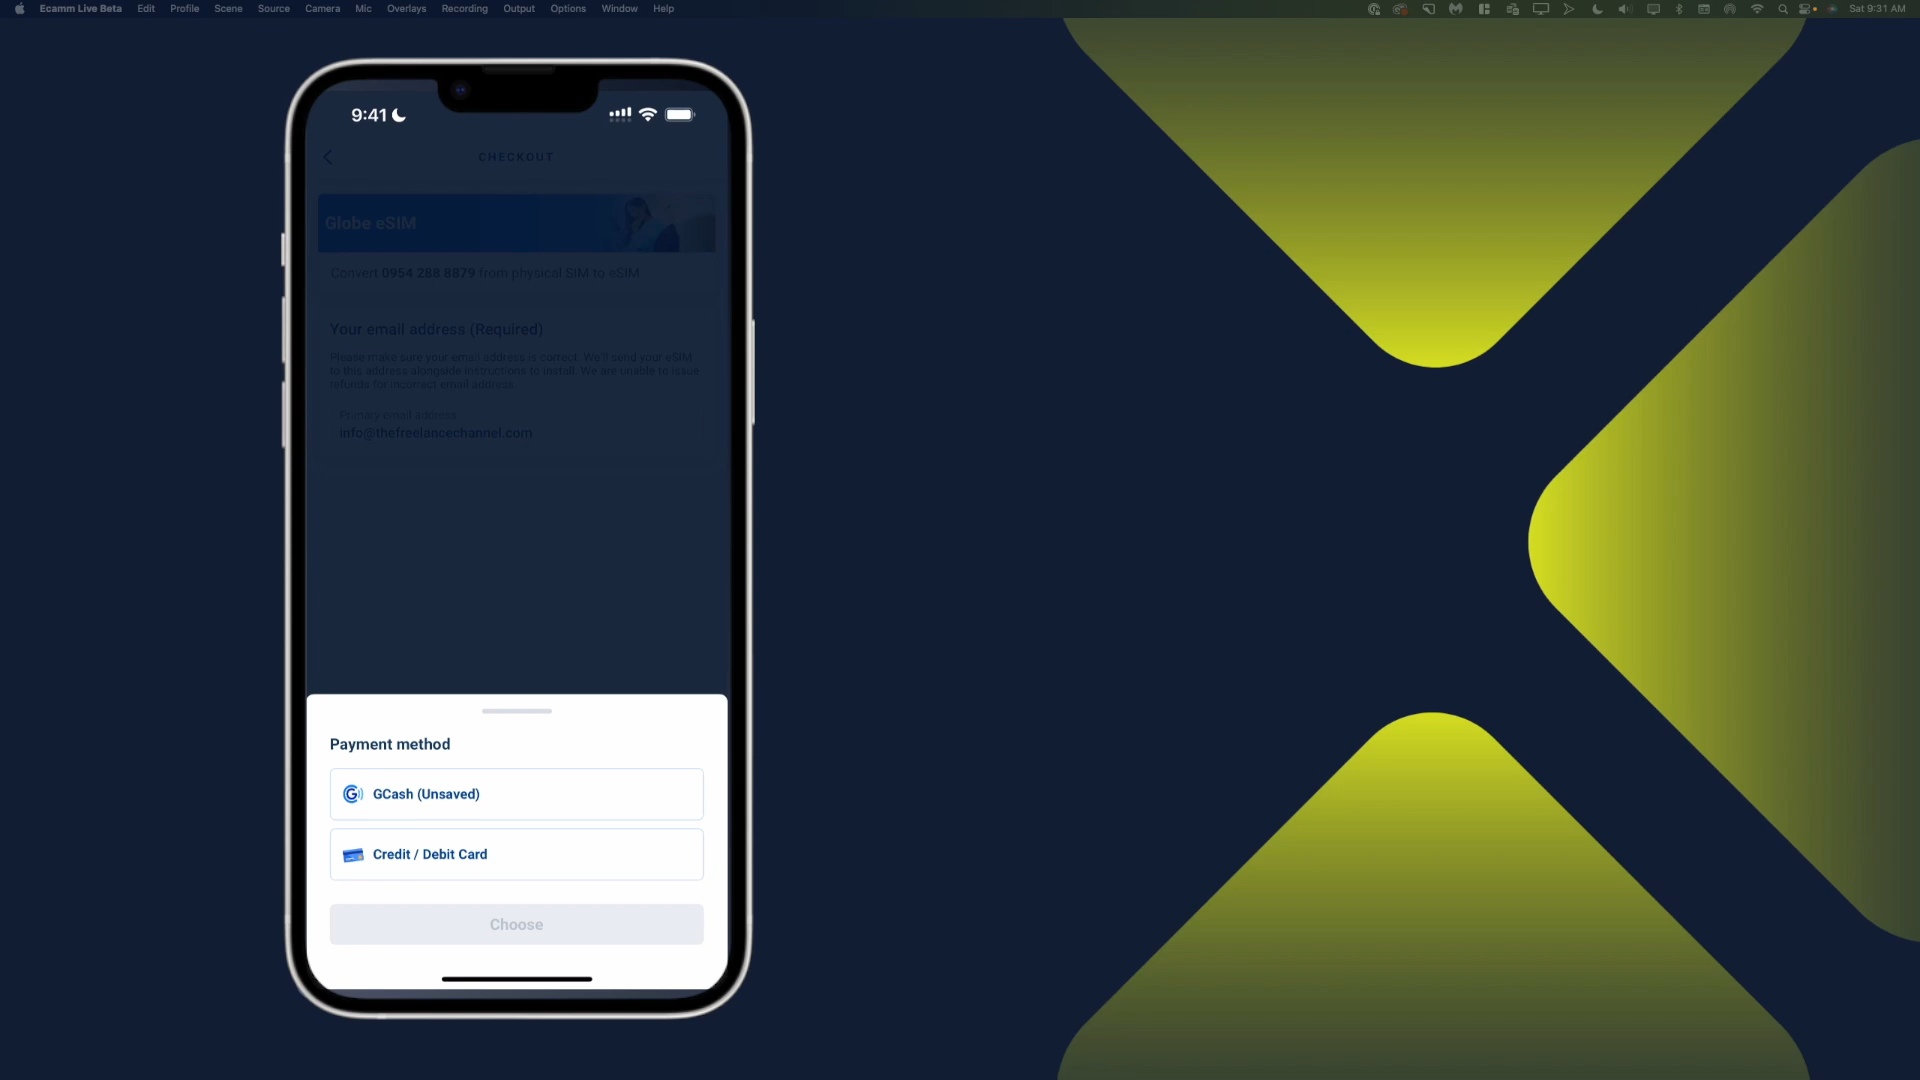 Ecamm Live Beta Edit Profile Scene Source Camera Mic Overlays Recording Output Options Window Help Sat 9:31 AM
9:41
CHECKOUT
Globe eSIM
Convert 0954 288 8879 from physical SIM to eSIM
Your email address (Required)
Please make sure your email address is correct. We'll send your eSIM
to this address alongside instructions to install. We are unable to issue
refunds for incorrect email address.
Primary email address
info@thefreelancechannel.com
Payment method
GCash (Unsaved)
Credit / Debit Card
Choose